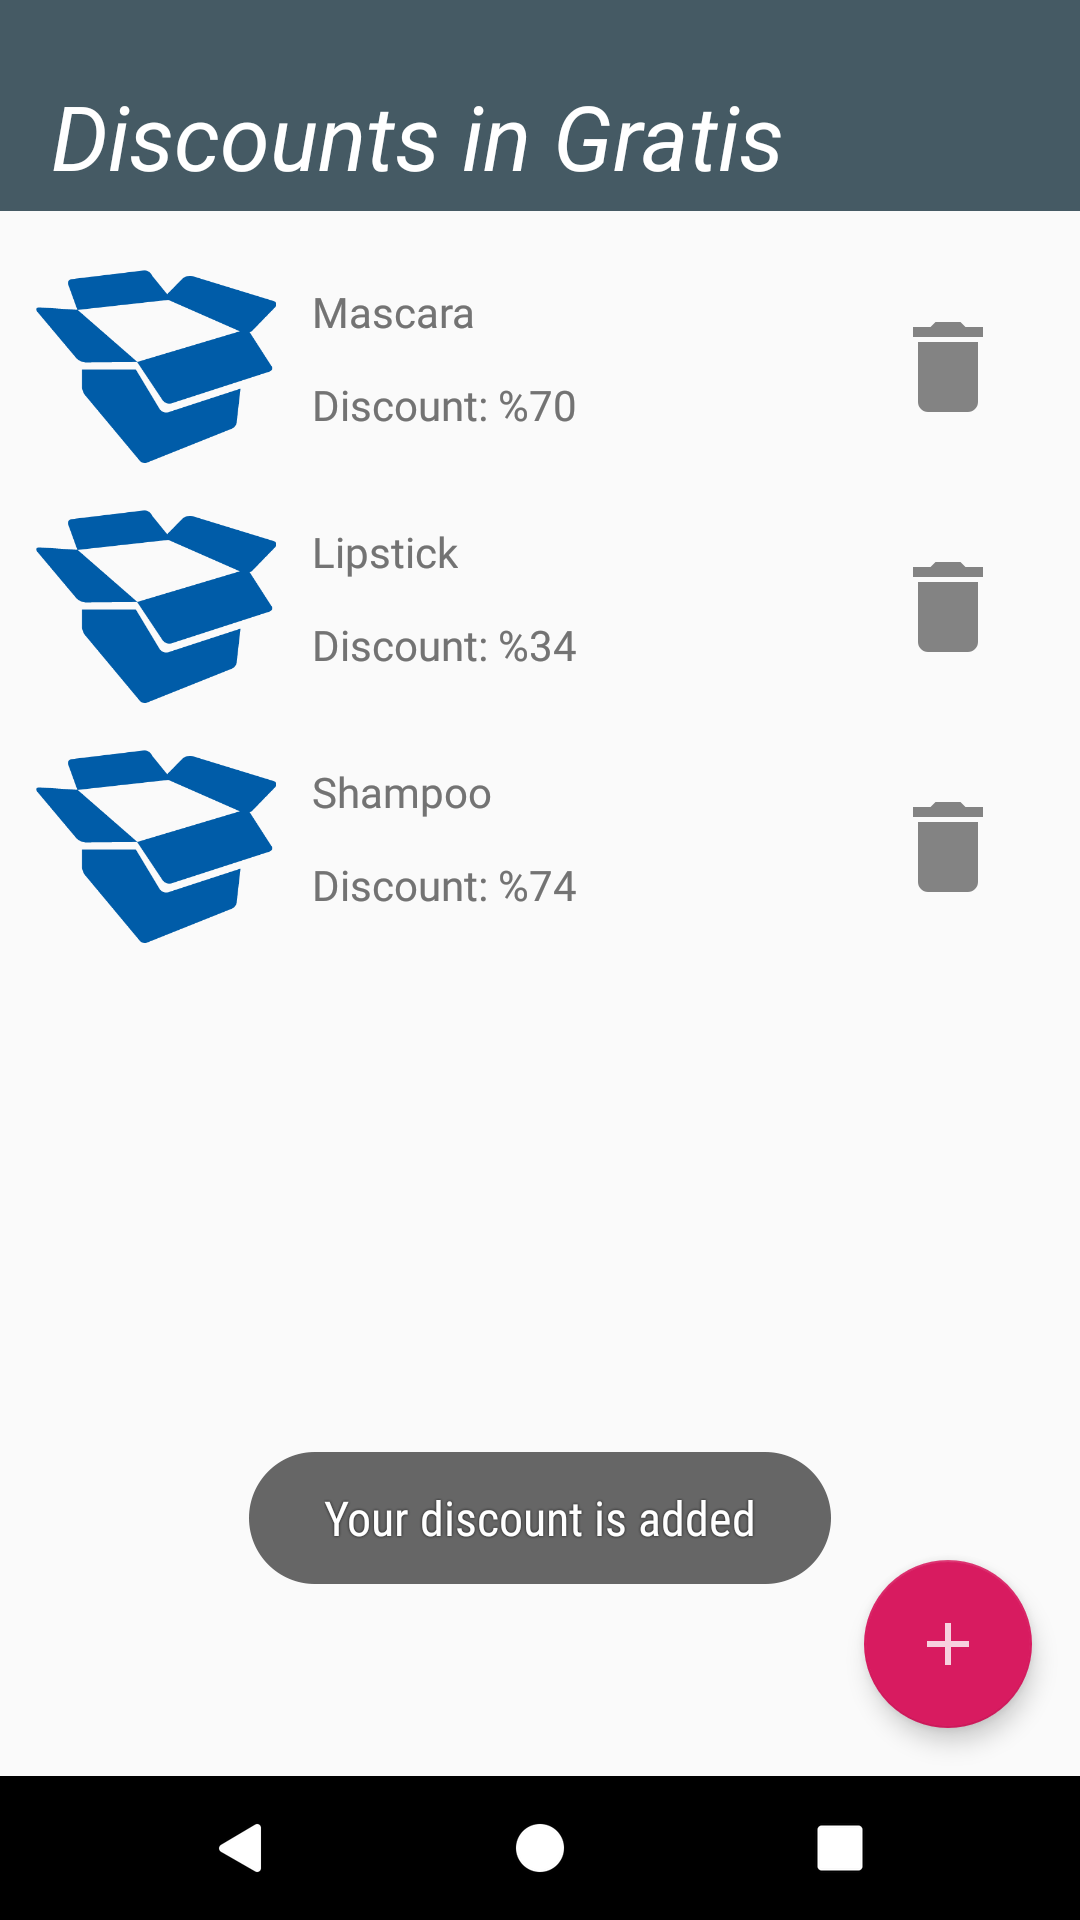 Discounts in Gratis
Mascara
Discount: %70
Lipstick
Discount: %34
Shampoo
Discount: %74
Your discount is added